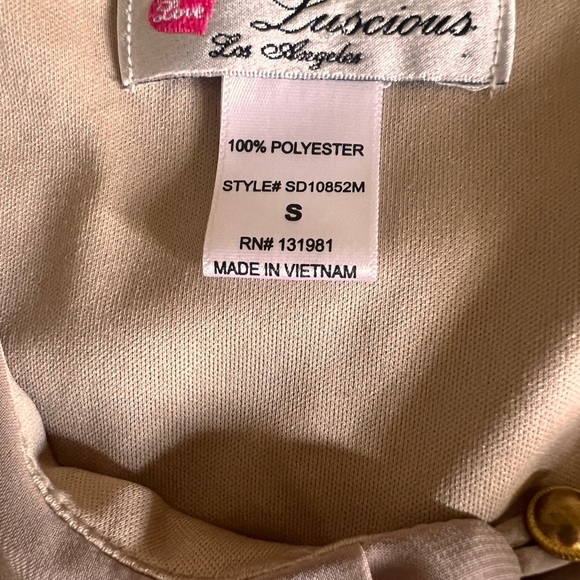 Love
Luscious
Los Angeles
100% POLYESTER
STYLE# SD10852M
S
RN# 131981
MADE IN VIETNAM